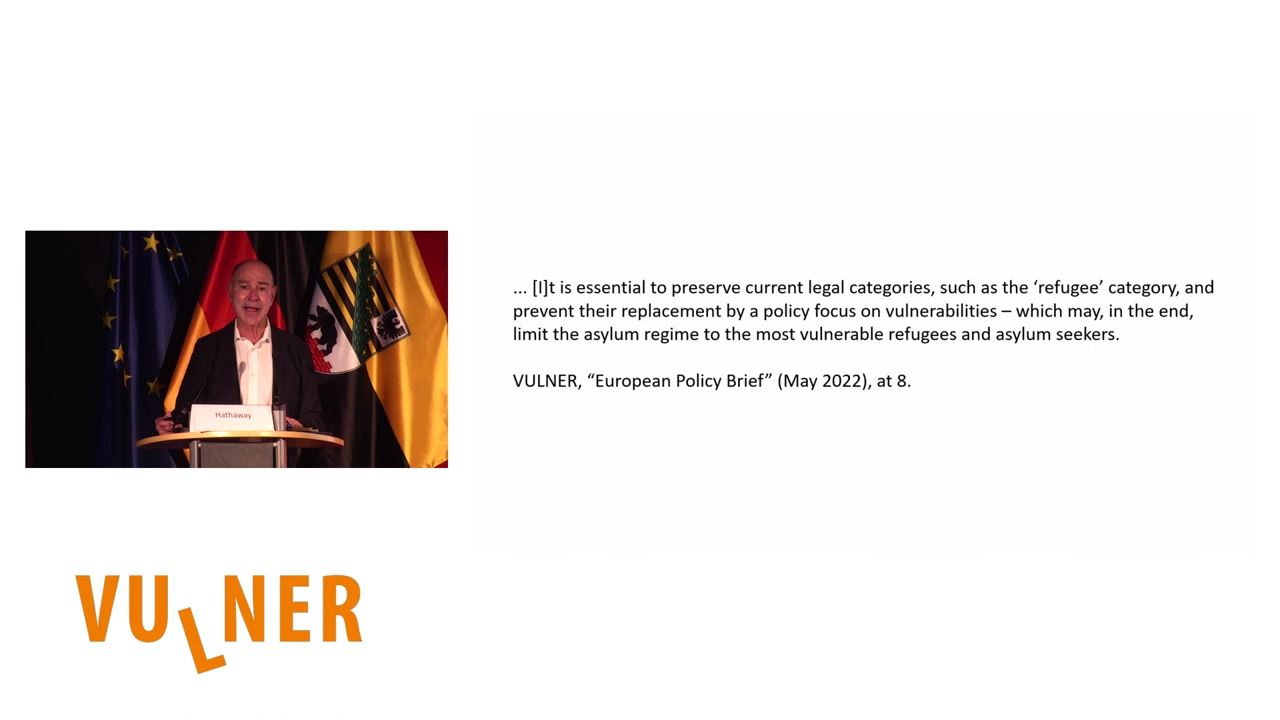 ... [I]t is essential to preserve current legal categories, such as the ‘refugee’ category, and
prevent their replacement by a policy focus on vulnerabilities – which may, in the end,
limit the asylum regime to the most vulnerable refugees and asylum seekers.
VULNER, “European Policy Brief” (May 2022), at 8.
Hathaway
VULNER